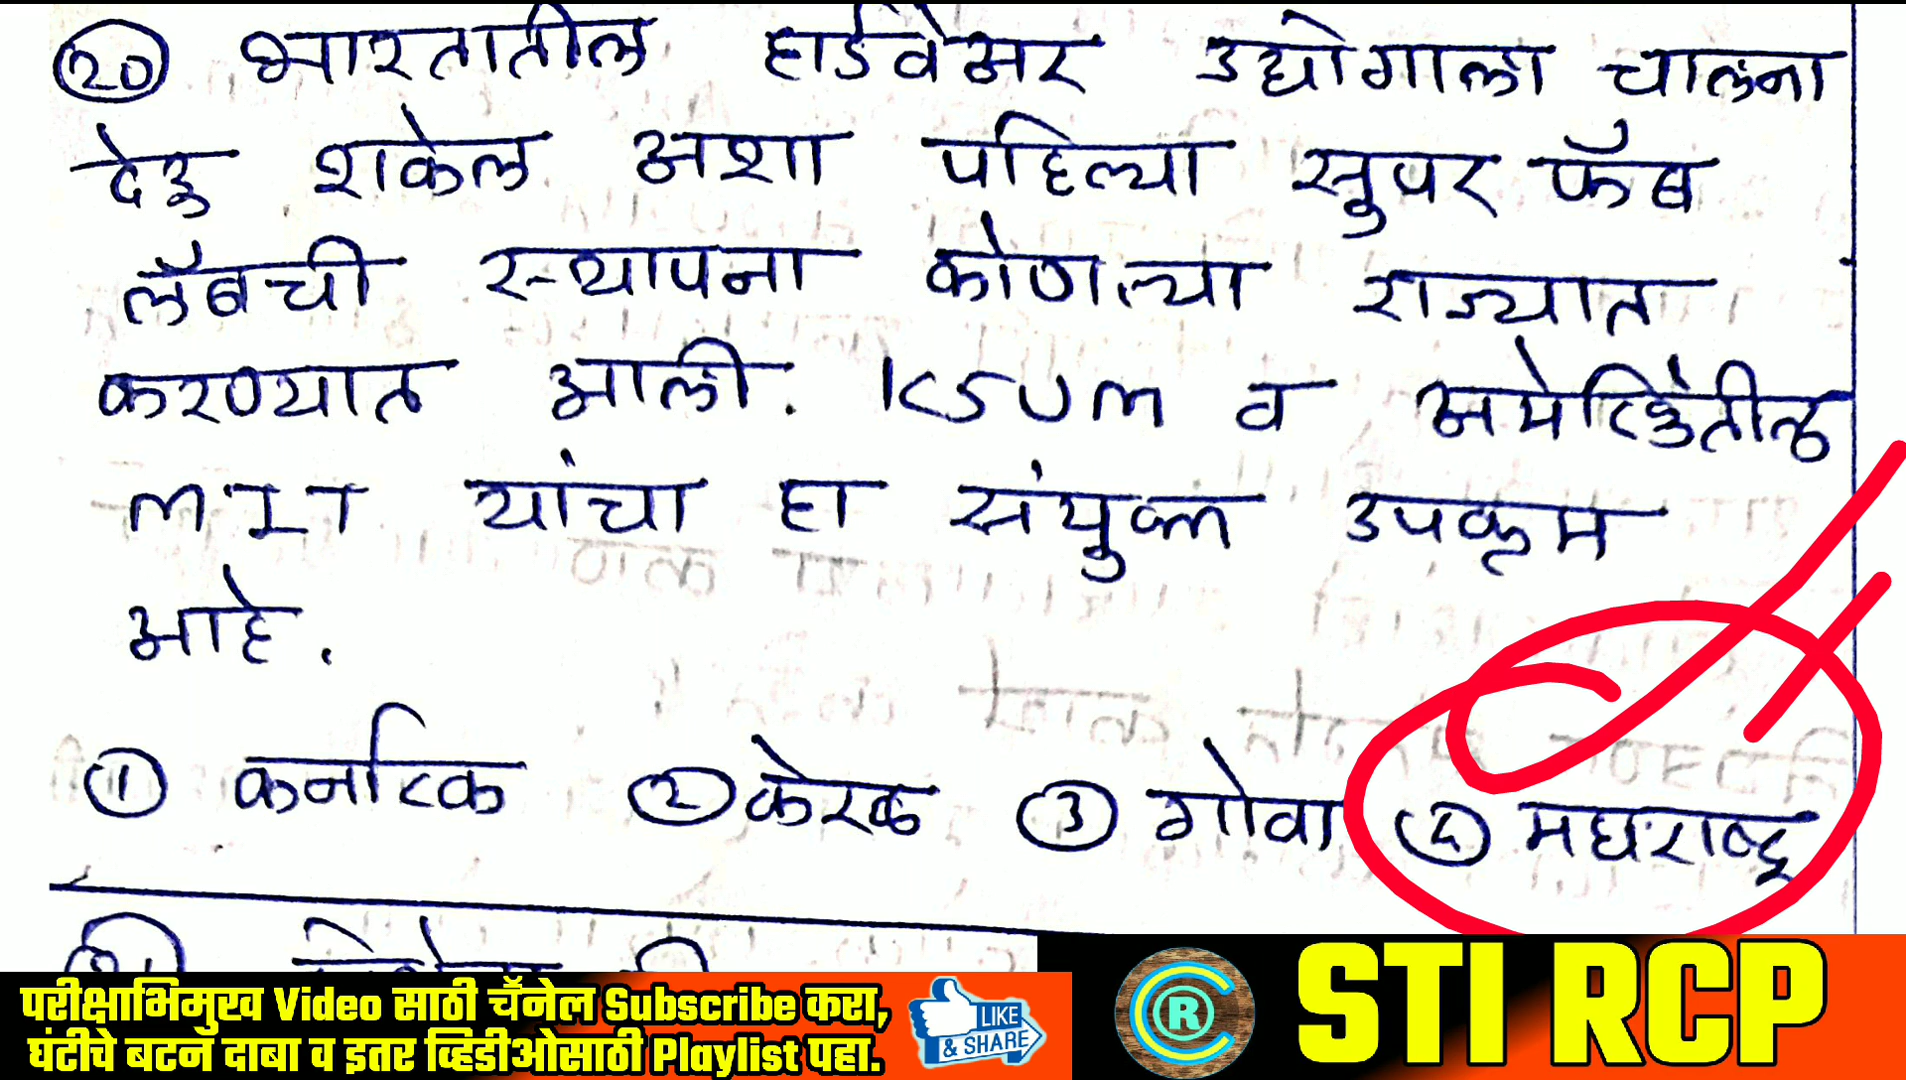 20 भारतातील हार्डवेअर उद्योगाला चालना
देऊ शकेल अशा पहिल्या सुपर फॅब
लॅबची स्थापना कोणत्या राज्यात
करण्यात आली. KSUM व अमेरिकेतील
MIT यांचा हा संयुक्त उपक्रम
आहे.
1 कर्नाटक 2 केरळ 3 गोवा 4 महाराष्ट्र
परीक्षाभिमुख Video साठी चॅनेल Subscribe करा,
घंटीचे बटन दाबा व इतर व्हिडीओसाठी Playlist पहा.
LIKE
& SHARE
R
STI RCP